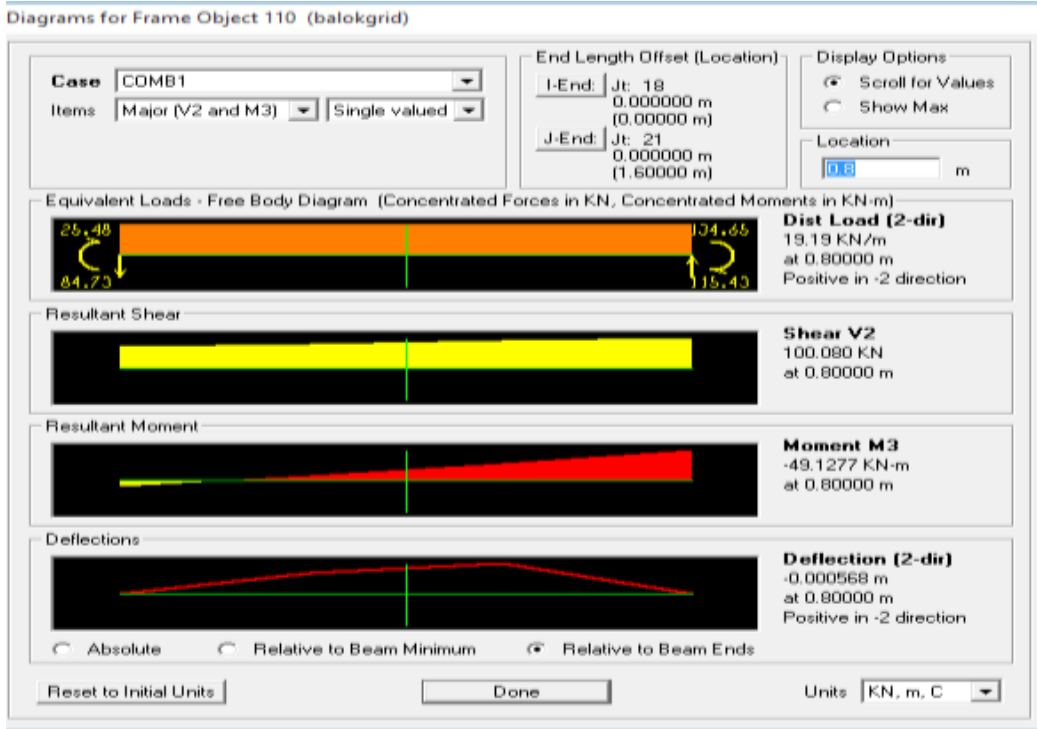 Diagrams for Frame Object 110 (balokgrid)
Case COMB1
Items Major (V2 and M3) Single valued
End Length Offset (Location)
I-End: Jt: 18
0.000000 m
(0.00000 m)
J-End: Jt: 21
0.000000 m
(1.60000 m)
Display Options
Scroll for Values
Show Max
Location
0.8 m
Equivalent Loads - Free Body Diagram (Concentrated Forces in KN, Concentrated Moments in KN-m)
25.48 134.65
84.73 115.43
Dist Load (2-dir)
19.19 KN/m
at 0.80000 m
Positive in -2 direction
Resultant Shear
Shear V2
100.080 KN
at 0.80000 m
Resultant Moment
Moment M3
-49.1277 KN-m
at 0.80000 m
Deflections
Deflection (2-dir)
-0.000568 m
at 0.80000 m
Positive in -2 direction
Absolute Relative to Beam Minimum Relative to Beam Ends
Reset to Initial Units Done Units KN, m, C